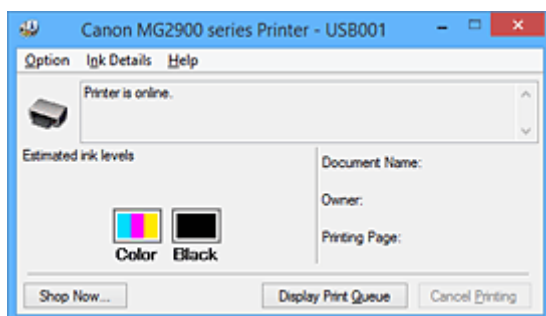 Canon MG2900 series Printer - USB001
Option Ink Details Help
Printer is online.
Estimated ink levels
Document Name:
Owner:
Printing Page:
Color Black
Shop Now...
Display Print Queue
Cancel Printing